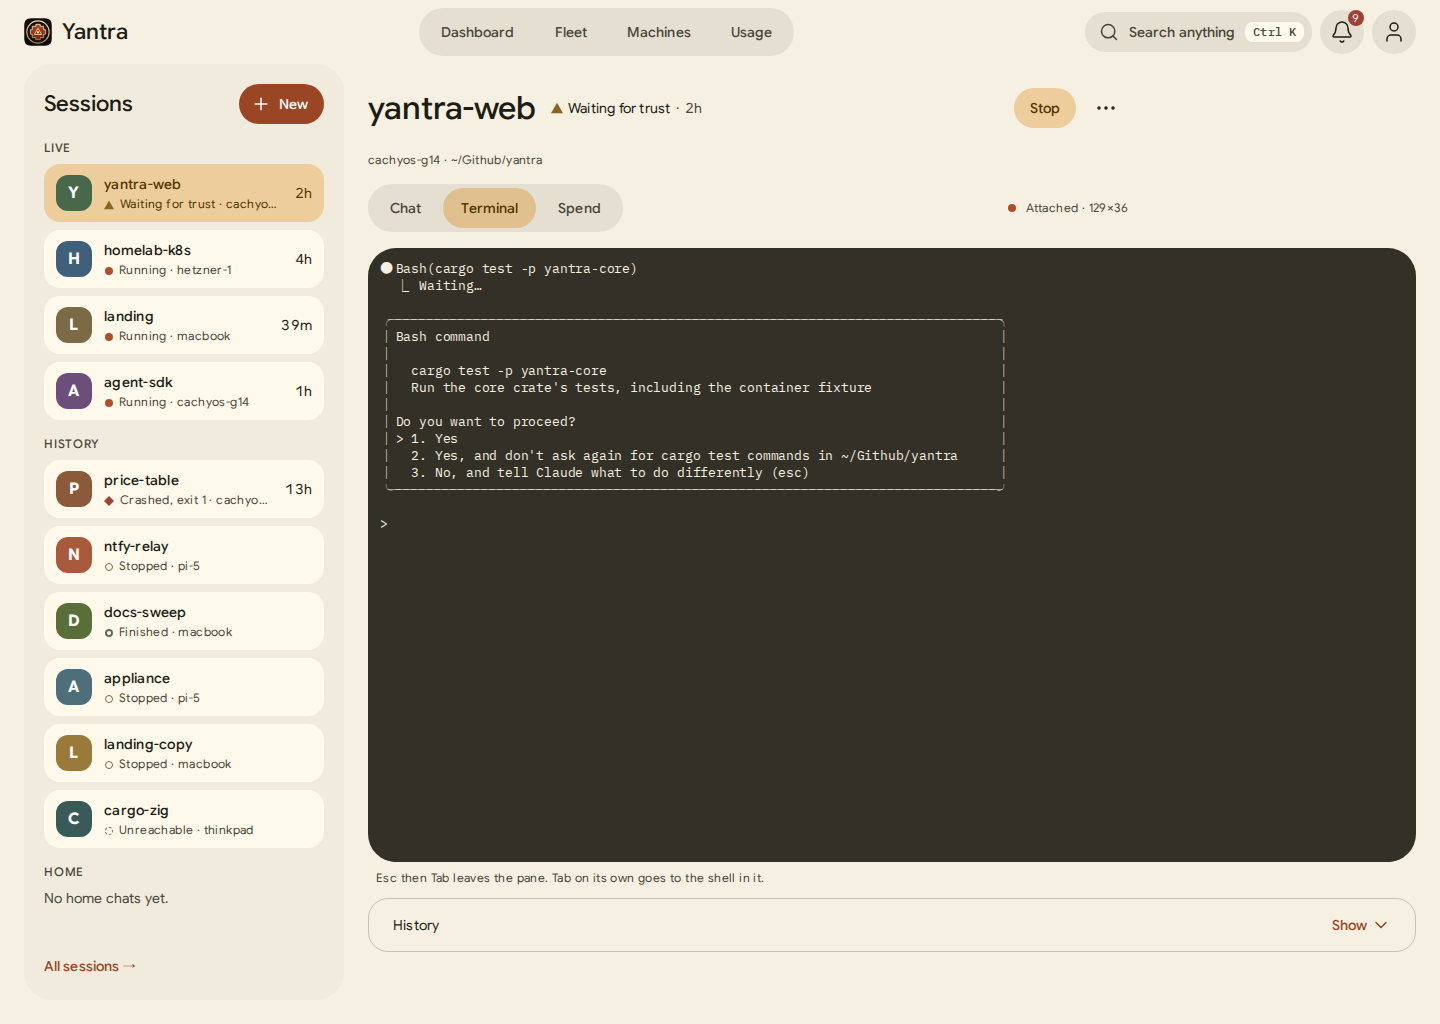 Yantra
Dashboard
Fleet
Machines
Usage
Search anything
Ctrl K
9
Sessions
New
LIVE
Y
yantra-web
Waiting for trust · cachyo…
2h
H
homelab-k8s
Running · hetzner-1
4h
L
landing
Running · macbook
39m
A
agent-sdk
Running · cachyos-g14
1h
HISTORY
P
price-table
Crashed, exit 1 · cachyo…
13h
N
ntfy-relay
Stopped · pi-5
D
docs-sweep
Finished · macbook
A
appliance
Stopped · pi-5
L
landing-copy
Stopped · macbook
C
cargo-zig
Unreachable · thinkpad
HOME
No home chats yet.
All sessions →
yantra-web
Waiting for trust · 2h
Stop
cachyos-g14 · ~/Github/yantra
Chat
Terminal
Spend
Attached · 129×36
Bash(cargo test -p yantra-core)
Waiting…
Bash command
cargo test -p yantra-core
Run the core crate's tests, including the container fixture
Do you want to proceed?
> 1. Yes
2. Yes, and don't ask again for cargo test commands in ~/Github/yantra
3. No, and tell Claude what to do differently (esc)
>
Esc then Tab leaves the pane. Tab on its own goes to the shell in it.
History
Show